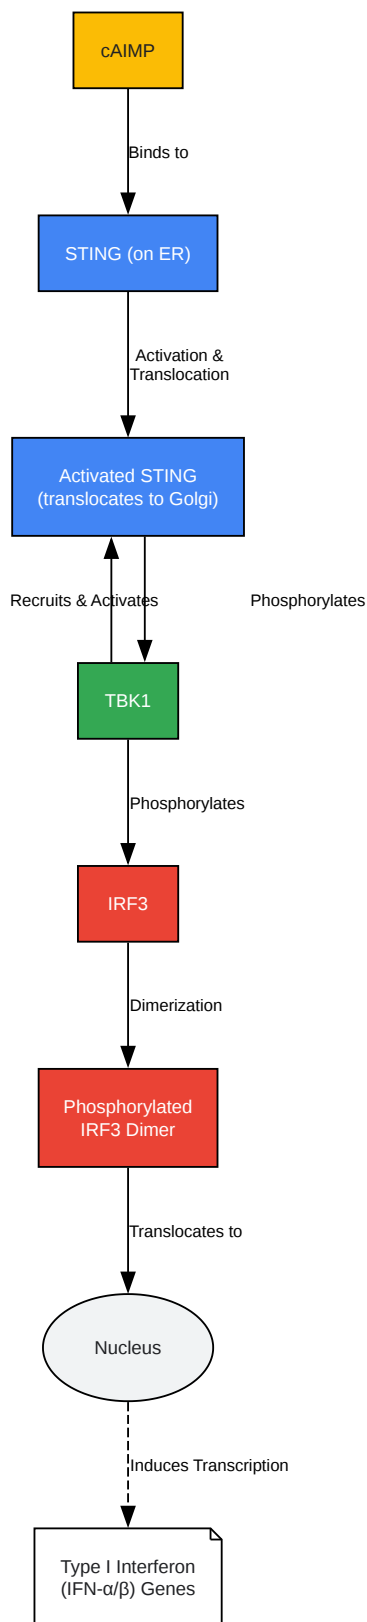 cAIMP
Binds to
STING (on ER)
Activation &
Translocation
Activated STING
(translocates to Golgi)
Recruits & Activates
Phosphorylates
TBK1
Phosphorylates
IRF3
Dimerization
Phosphorylated
IRF3 Dimer
Translocates to
Nucleus
Induces Transcription
Type I Interferon
(IFN-α/β) Genes